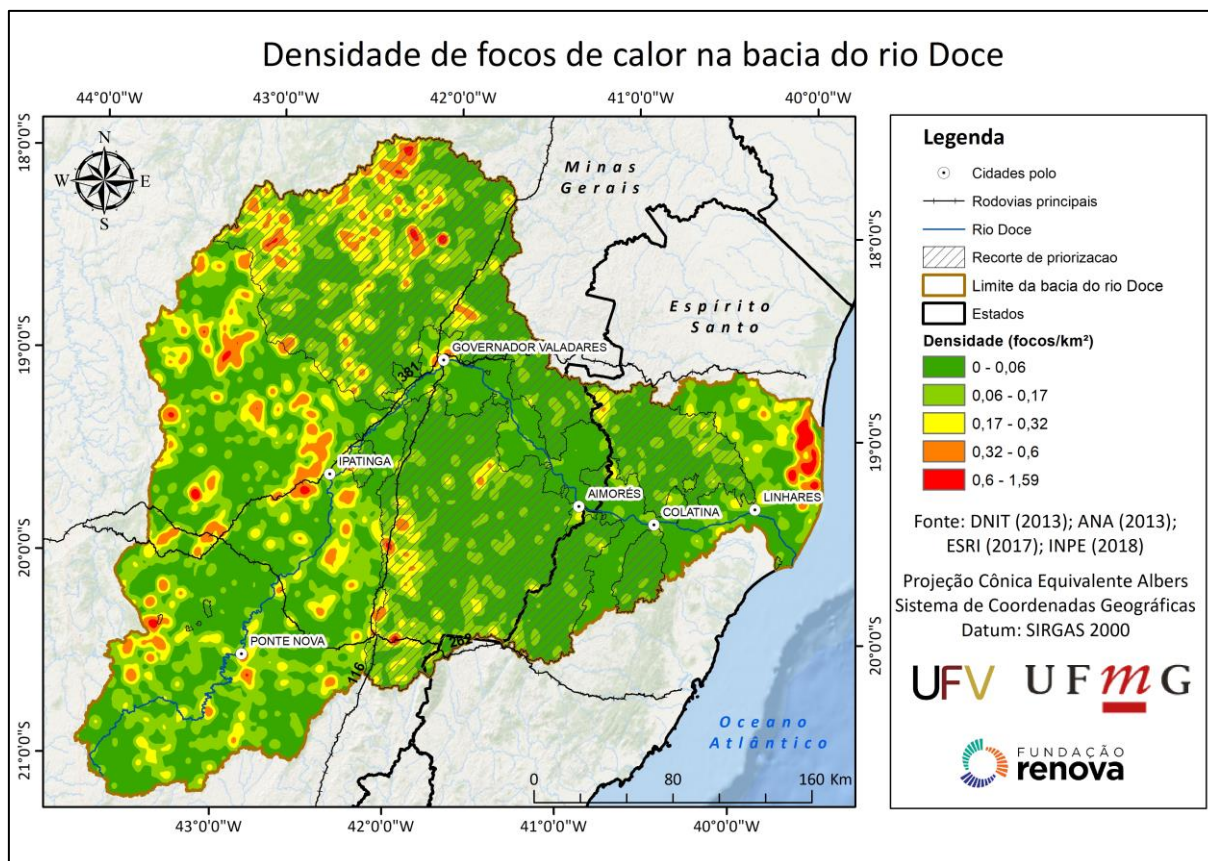 Densidade de focos de calor na bacia do rio Doce
44°0'0"W 43°0'0"W 42°0'0"W 41°0'0"W 40°0'0"W
18°0'0"S
19°0'0"S
20°0'0"S
21°0'0"S
N
W E
S
Minas
Gerais
Espírito
Santo
GOVERNADOR VALADARES
381
IPATINGA
AIMORÉS
COLATINA
LINHARES
PONTE NOVA
262
116
Oceano
Atlântico
0 80 160 Km
18°0'0"S
19°0'0"S
20°0'0"S
43°0'0"W 42°0'0"W 41°0'0"W 40°0'0"W
Legenda
Cidades polo
Rodovias principais
Rio Doce
Recorte de priorizacao
Limite da bacia do rio Doce
Estados
Densidade (focos/km²)
0 - 0,06
0,06 - 0,17
0,17 - 0,32
0,32 - 0,6
0,6 - 1,59
Fonte: DNIT (2013); ANA (2013);
ESRI (2017); INPE (2018)
Projeção Cônica Equivalente Albers
Sistema de Coordenadas Geográficas
Datum: SIRGAS 2000
UFV UFmG
FUNDAÇÃO
renova